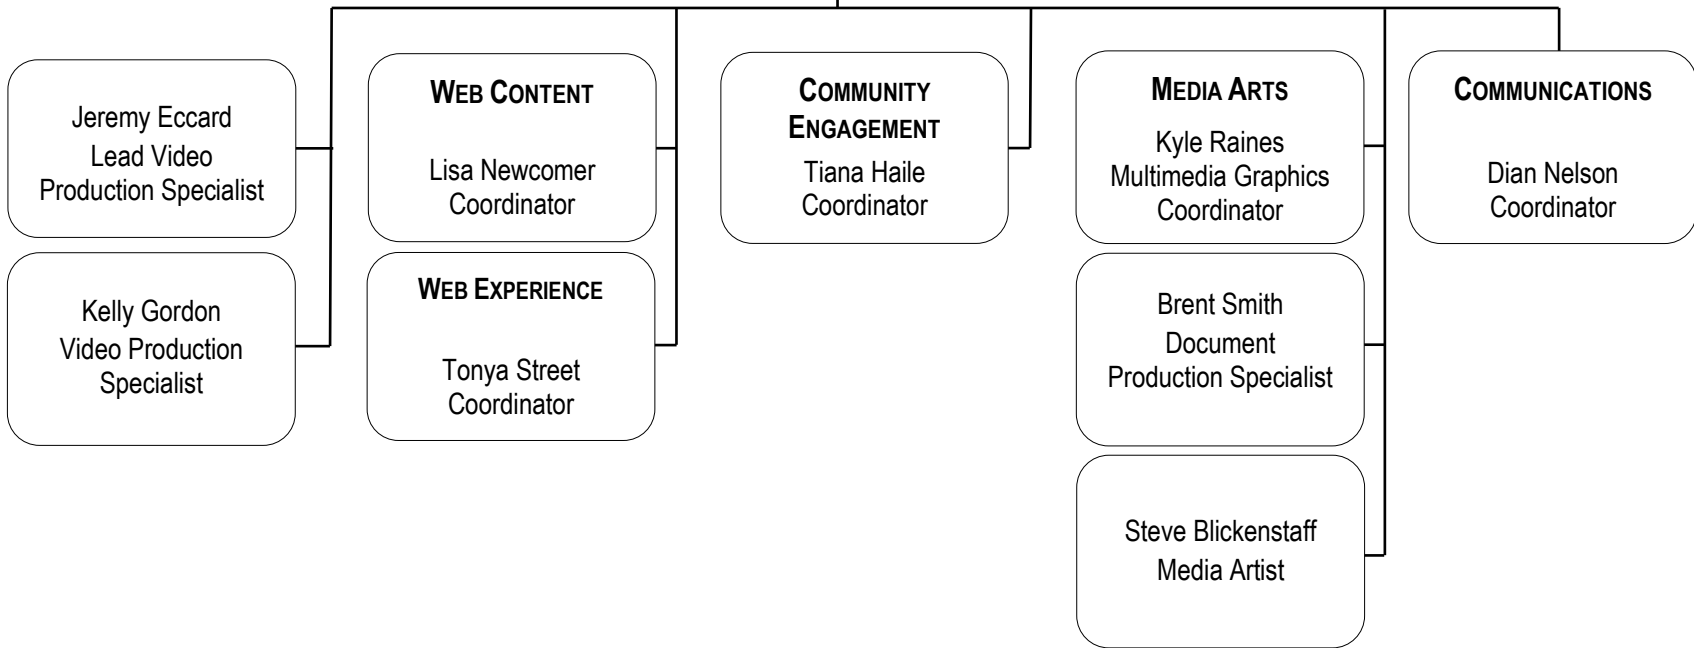 Jeremy Eccard
Lead Video
Production Specialist
Kelly Gordon
Video Production
Specialist
WEB CONTENT
Lisa Newcomer
Coordinator
WEB EXPERIENCE
Tonya Street
Coordinator
COMMUNITY
ENGAGEMENT
Tiana Haile
Coordinator
MEDIA ARTS
Kyle Raines
Multimedia Graphics
Coordinator
Brent Smith
Document
Production Specialist
Steve Blickenstaff
Media Artist
COMMUNICATIONS
Dian Nelson
Coordinator